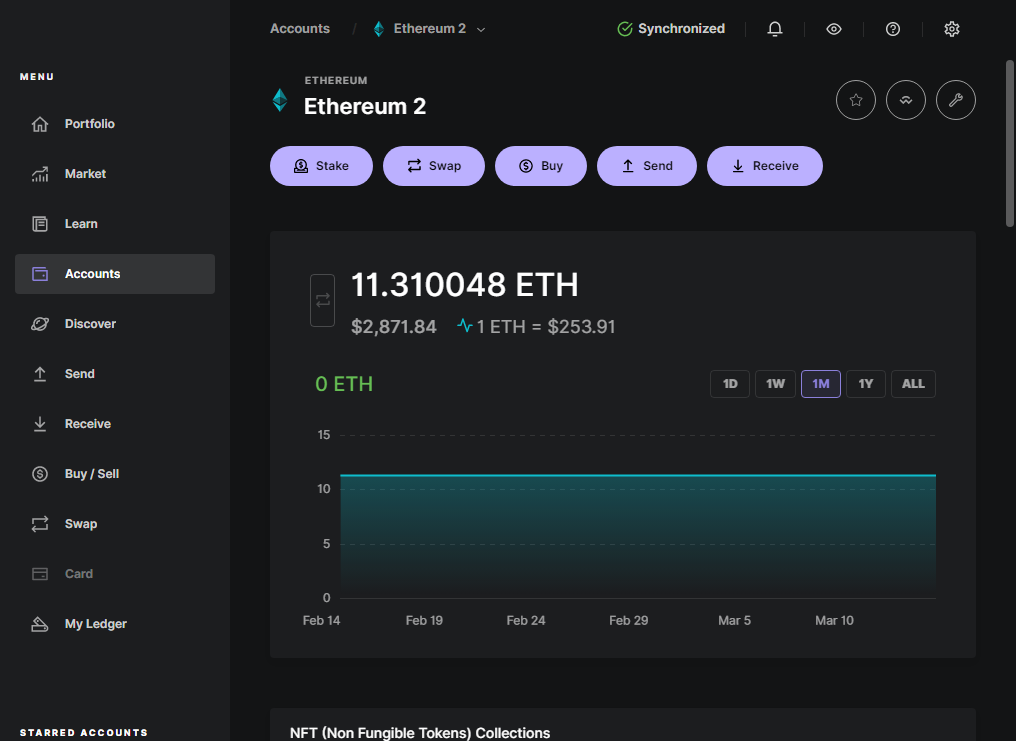 Accounts / Ethereum 2 Synchronized
MENU
Portfolio
Market
Learn
Accounts
Discover
Send
Receive
Buy / Sell
Swap
Card
My Ledger
STARRED ACCOUNTS
ETHEREUM
Ethereum 2
Stake Swap Buy Send Receive
11.310048 ETH
$2,871.84 1 ETH = $253.91
0 ETH 1D 1W 1M 1Y ALL
15
10
5
0
Feb 14 Feb 19 Feb 24 Feb 29 Mar 5 Mar 10
NFT (Non Fungible Tokens) Collections